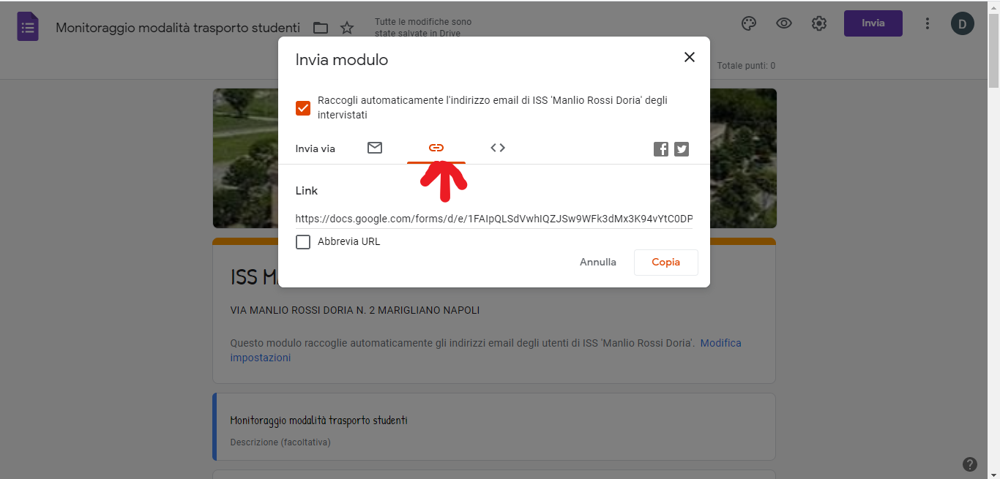 Monitoraggio modalità trasporto studenti
Tutte le modifiche sono
state salvate in Drive
Invia
D
Totale punti: 0
Invia modulo
Raccogli automaticamente l'indirizzo email di ISS 'Manlio Rossi Doria' degli
intervistati
Invia via
Link
https://docs.google.com/forms/d/e/1FAIpQLSdVwhIQZJSw9WFk3dMx3K94vYtC0DP
Abbrevia URL
Annulla
Copia
ISS M
VIA MANLIO ROSSI DORIA N. 2 MARIGLIANO NAPOLI
Questo modulo raccoglie automaticamente gli indirizzi email degli utenti di ISS 'Manlio Rossi Doria'. Modifica
impostazioni
Monitoraggio modalità trasporto studenti
Descrizione (facoltativa)